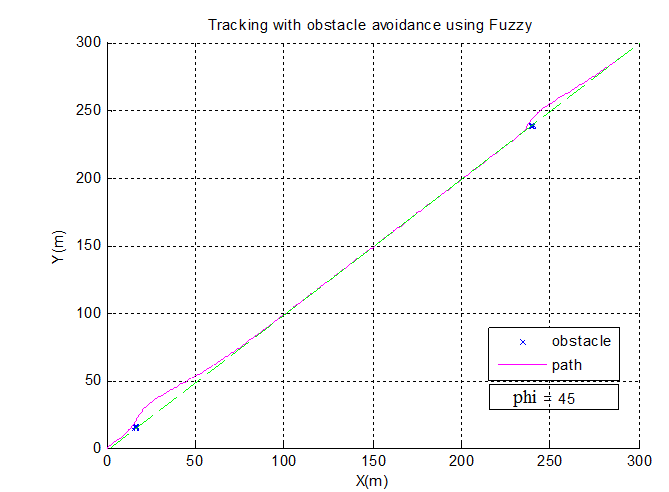 Tracking with obstacle avoidance using Fuzzy
300
250
200
150
100
50
0
Y(m)
0 50 100 150 200 250 300
X(m)
obstacle
path
phi = 45